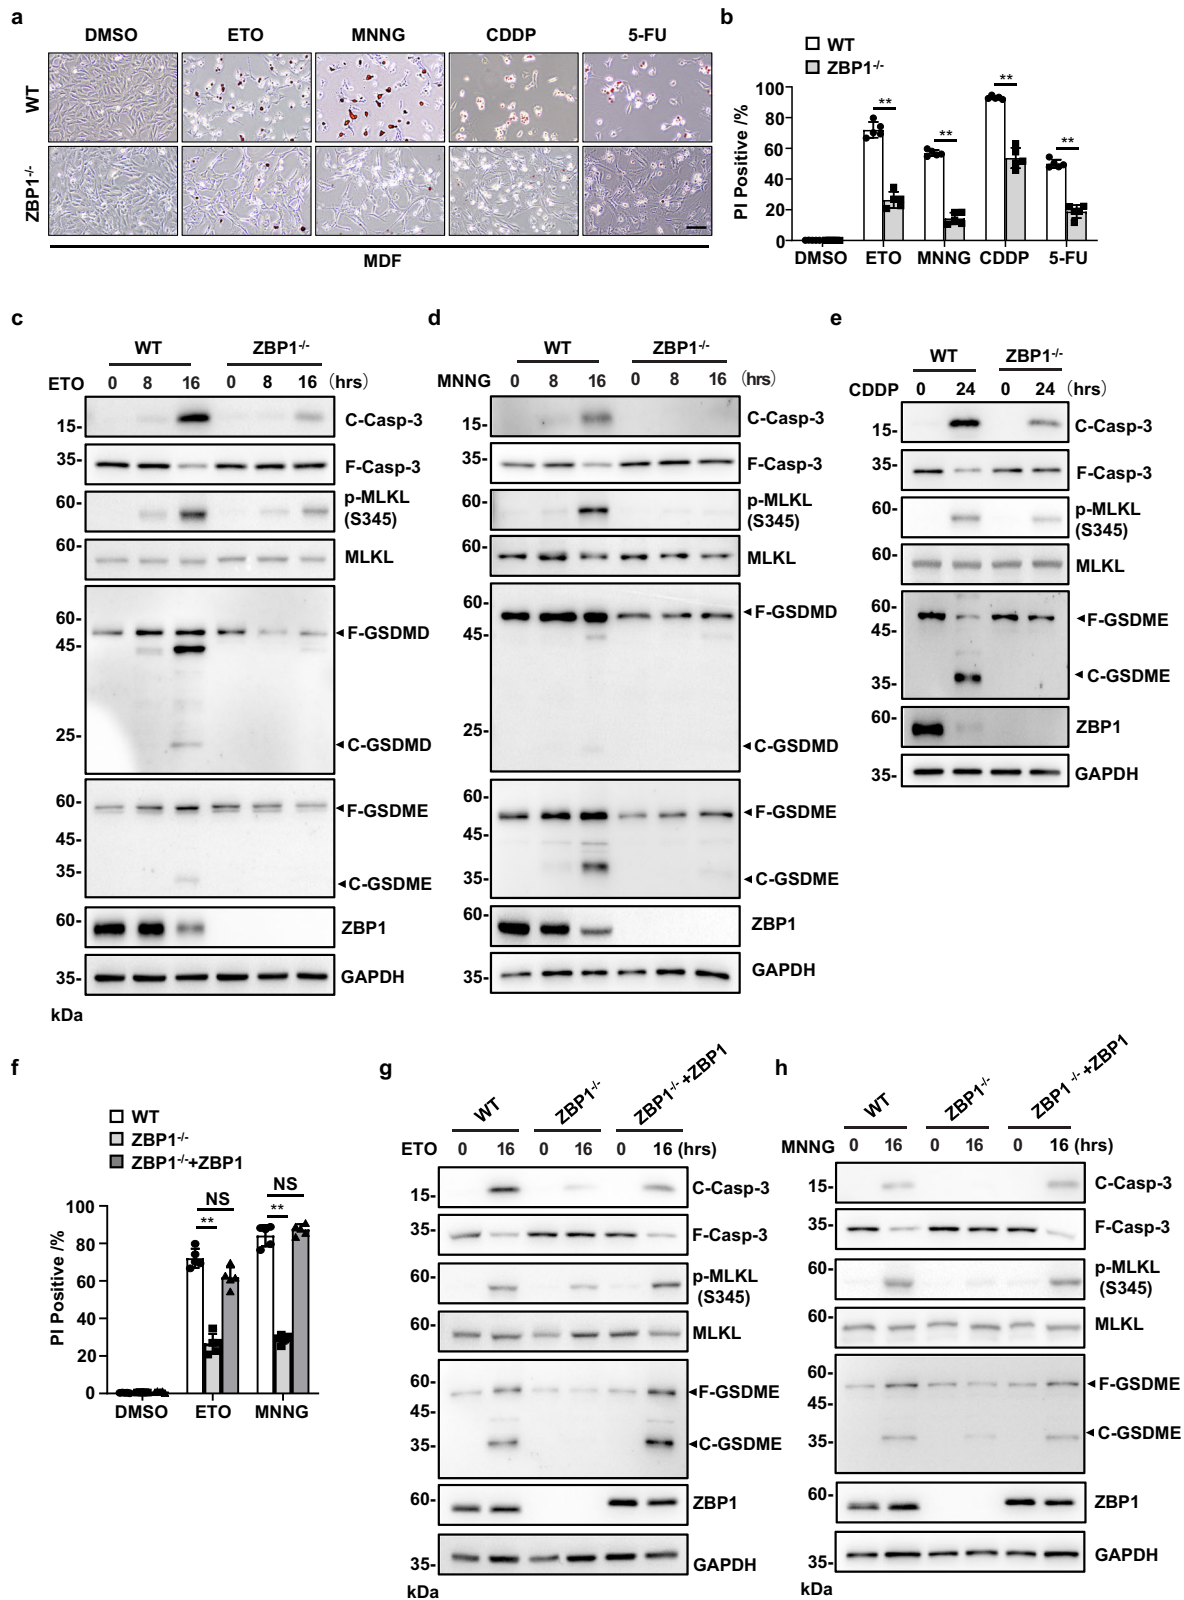 a
DMSO ETO MNNG CDDP 5-FU
WT
ZBP1-/-
MDF
b
WT
ZBP1-/-
PI Positive /%
100
80
60
40
20
0
** ** ** **
DMSO ETO MNNG CDDP 5-FU
c
WT ZBP1-/-
ETO 0 8 16 0 8 16 (hrs)
15- C-Casp-3
35- F-Casp-3
60- p-MLKL
(S345)
60- MLKL
60- F-GSDMD
45-
25- C-GSDMD
60- F-GSDME
45-
35- C-GSDME
60- ZBP1
35- GAPDH
kDa
d
WT ZBP1-/-
MNNG 0 8 16 0 8 16 (hrs)
15- C-Casp-3
35- F-Casp-3
60- p-MLKL
(S345)
60- MLKL
60- F-GSDMD
45-
25- C-GSDMD
60- F-GSDME
45-
35- C-GSDME
60- ZBP1
35- GAPDH
e
WT ZBP1-/-
CDDP 0 24 0 24 (hrs)
15- C-Casp-3
35- F-Casp-3
p-MLKL
(S345)
60- MLKL
60- F-GSDME
45-
35- C-GSDME
60- ZBP1
35- GAPDH
f
WT
ZBP1-/-
ZBP1-/-+ZBP1
PI Positive /%
100
80
60
40
20
0
NS NS
** **
DMSO ETO MNNG
g
WT ZBP1-/- ZBP1-/-+ZBP1
ETO 0 16 0 16 0 16 (hrs)
15- C-Casp-3
35- F-Casp-3
60- p-MLKL
(S345)
60- MLKL
60- F-GSDME
45-
35- C-GSDME
60- ZBP1
35- GAPDH
kDa
h
WT ZBP1-/- ZBP1-/-+ZBP1
MNNG 0 16 0 16 0 16 (hrs)
15- C-Casp-3
35- F-Casp-3
60- p-MLKL
(S345)
60- MLKL
60- F-GSDME
45-
35- C-GSDME
60- ZBP1
35- GAPDH
kDa